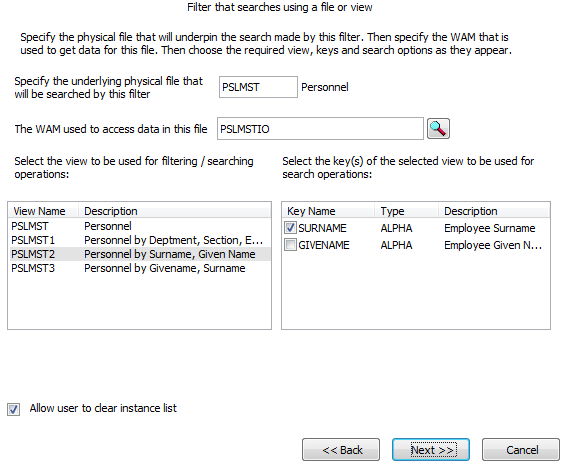 Filter that searches using a file or view
Specify the physical file that will underpin the search made by this filter. Then specify the WAM that is
used to get data for this file. Then choose the required view, keys and search options as they appear.
Specify the underlying physical file that
will be searched by this filter
PSLMST Personnel
The WAM used to access data in this file PSLMSTIO
Select the view to be used for filtering / searching
operations:
Select the key(s) of the selected view to be used for
search operations:
View Name Description
PSLMST Personnel
PSLMST1 Personnel by Deptment, Section, E...
PSLMST2 Personnel by Surname, Given Name
PSLMST3 Personnel by Givename, Surname
Key Name Type Description
SURNAME ALPHA Employee Surname
GIVENAME ALPHA Employee Given N...
Allow user to clear instance list
<< Back Next >> Cancel